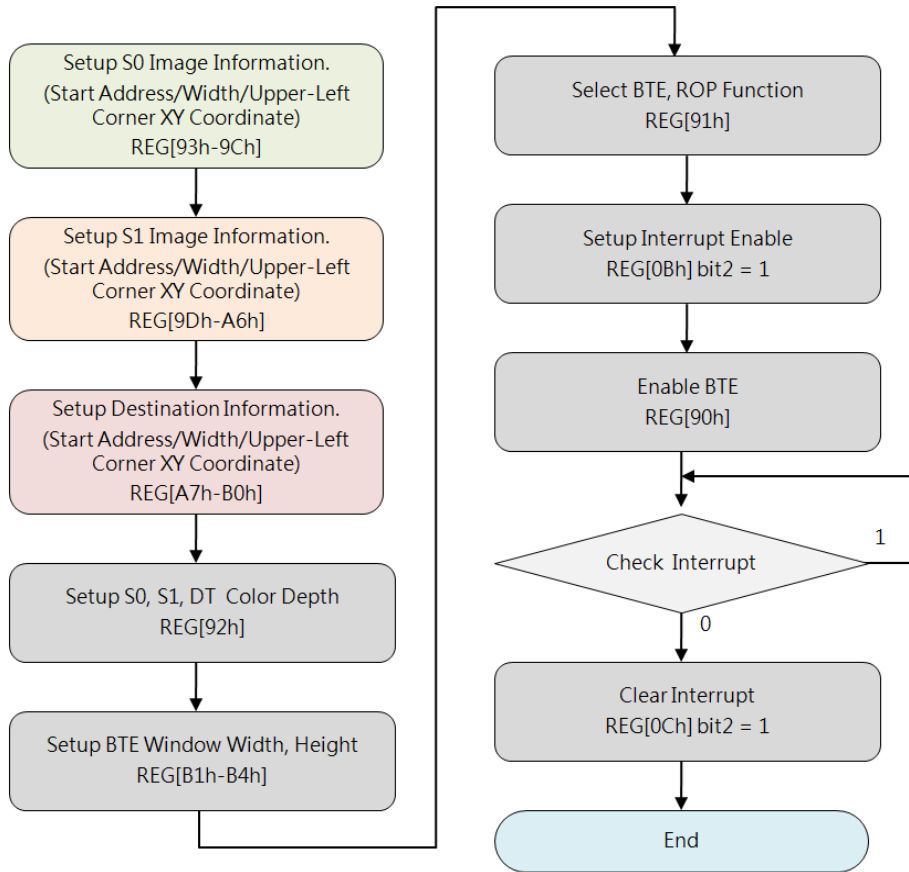 Setup S0 Image Information.
(Start Address/Width/Upper-Left
Corner XY Coordinate)
REG[93h-9Ch]
Setup S1 Image Information.
(Start Address/Width/Upper-Left
Corner XY Coordinate)
REG[9Dh-A6h]
Setup Destination Information.
(Start Address/Width/Upper-Left
Corner XY Coordinate)
REG[A7h-B0h]
Setup S0, S1, DT Color Depth
REG[92h]
Setup BTE Window Width, Height
REG[B1h-B4h]
Select BTE, ROP Function
REG[91h]
Setup Interrupt Enable
REG[0Bh] bit2 = 1
Enable BTE
REG[90h]
Check Interrupt
1
0
Clear Interrupt
REG[0Ch] bit2 = 1
End